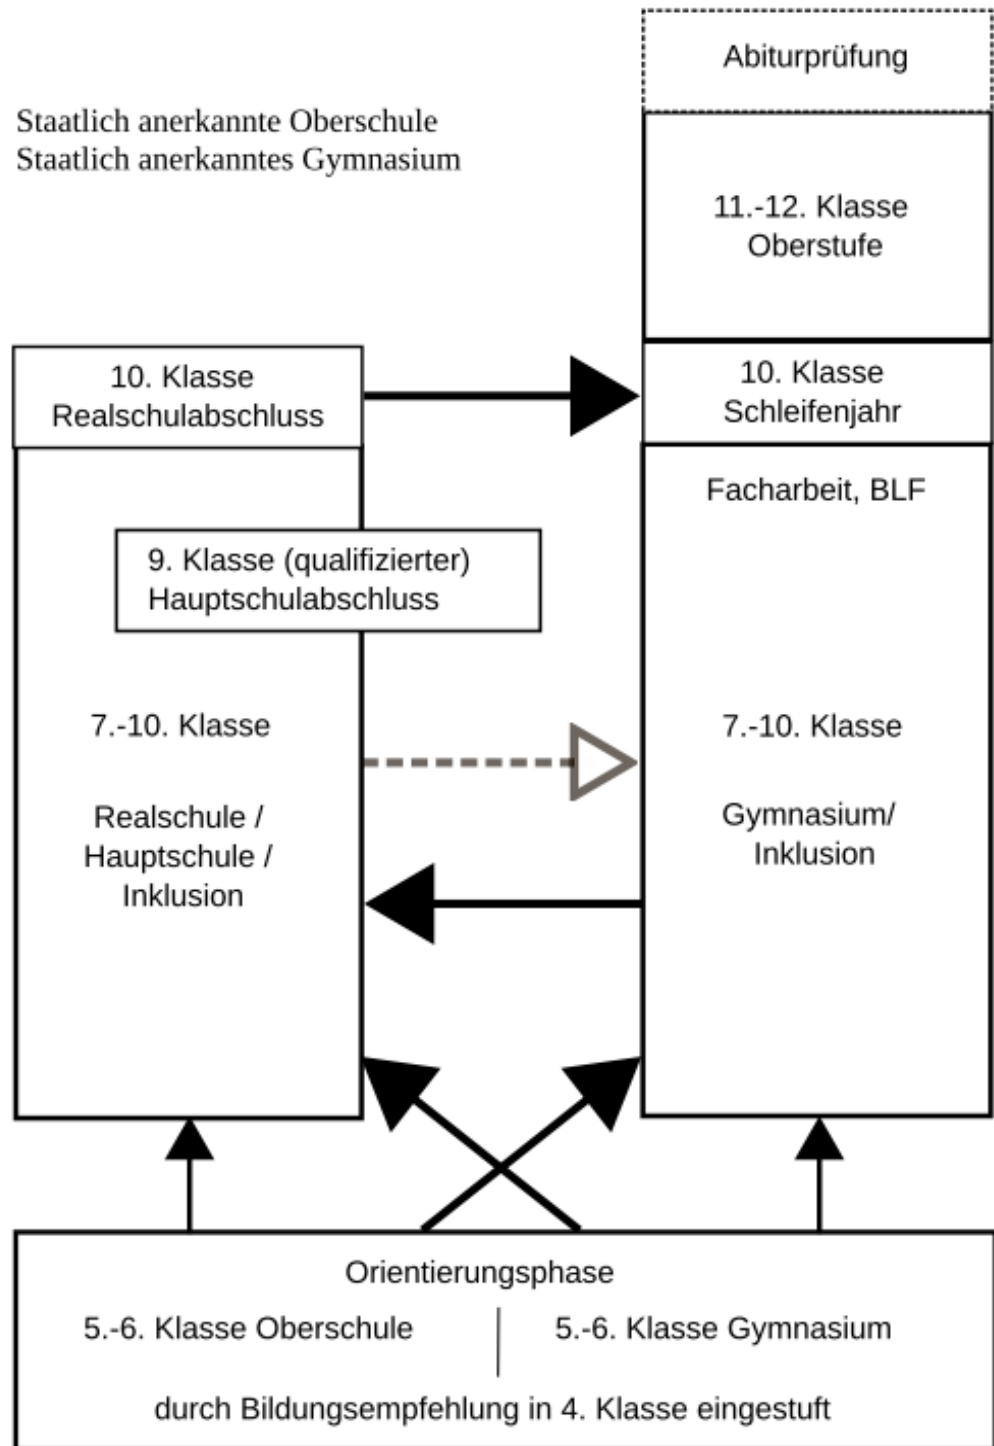 Abiturprüfung
Staatlich anerkannte Oberschule
Staatlich anerkanntes Gymnasium
11.-12. Klasse
Oberstufe
10. Klasse
Realschulabschluss
10. Klasse
Schleifenjahr
Facharbeit, BLF
9. Klasse (qualifizierter)
Hauptschulabschluss
7.-10. Klasse
Realschule /
Hauptschule /
Inklusion
7.-10. Klasse
Gymnasium/
Inklusion
Orientierungsphase
5.-6. Klasse Oberschule
5.-6. Klasse Gymnasium
durch Bildungsempfehlung in 4. Klasse eingestuft